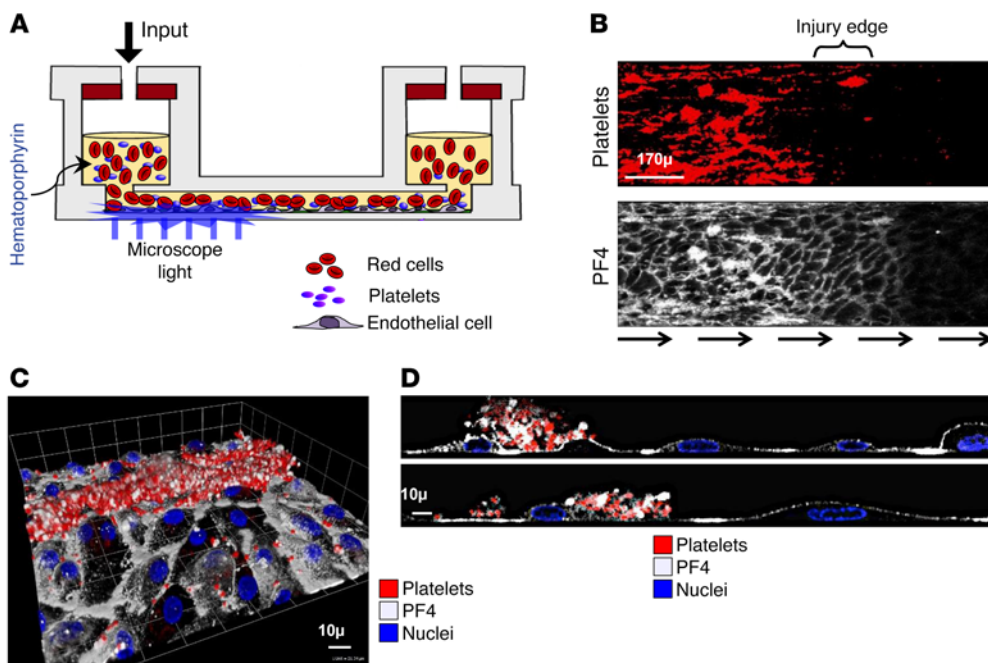 A
Input
Hematoporphyrin
Microscope
light
Red cells
Platelets
Endothelial cell
B
Injury edge
Platelets
170µ
PF4
C
10µ
Platelets
PF4
Nuclei
D
10µ
Platelets
PF4
Nuclei